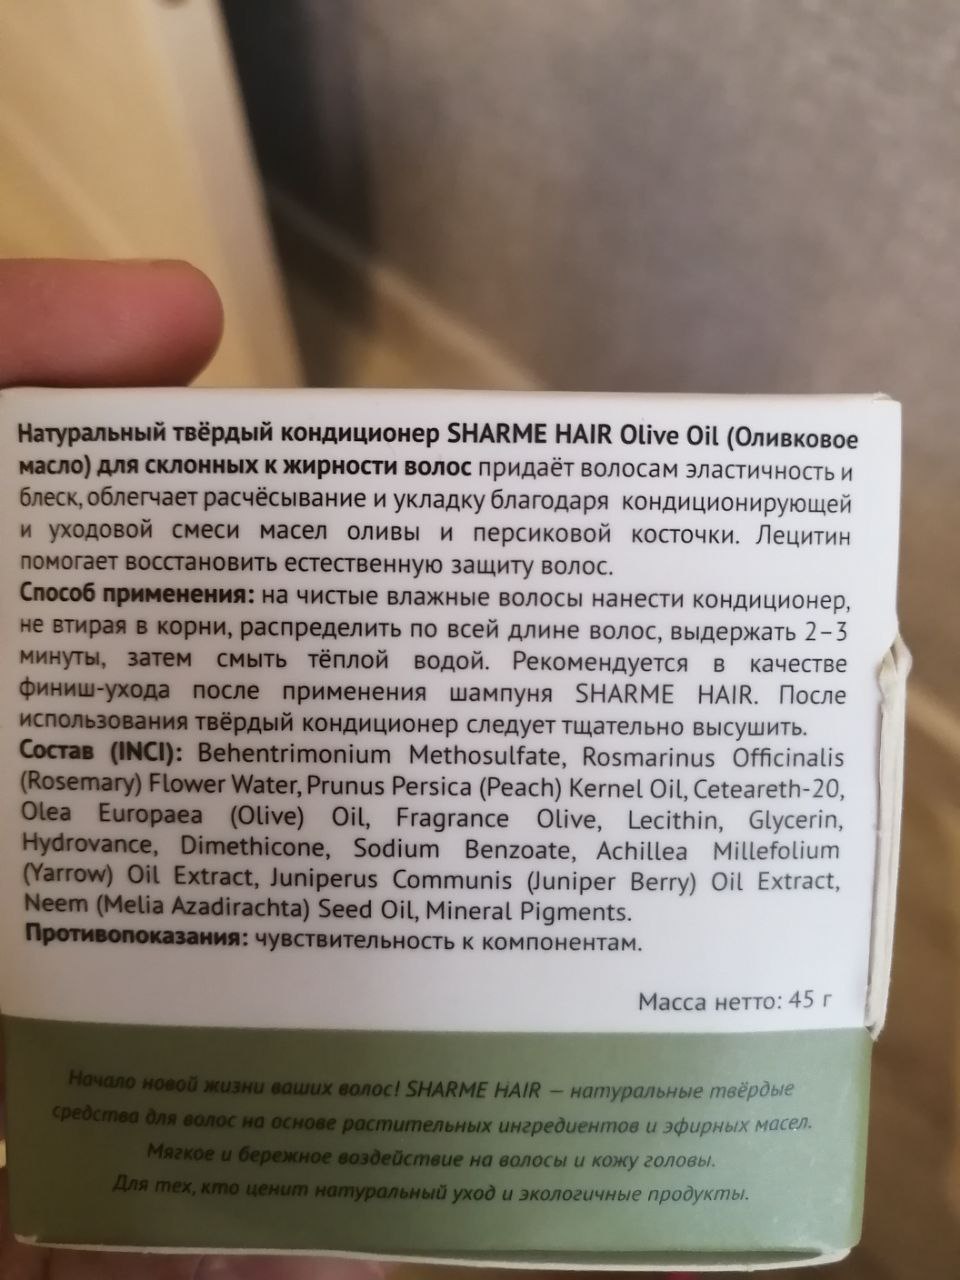 Натуральный твёрдый кондиционер SHARME HAIR Olive Oil (Оливковое
масло) для склонных к жирности волос придаёт волосам эластичность и
блеск, облегчает расчёсывание и укладку благодаря кондиционирующей
и уходовой смеси масел оливы и персиковой косточки. Лецитин
помогает восстановить естественную защиту волос.
Способ применения: на чистые влажные волосы нанести кондиционер,
не втирая в корни, распределить по всей длине волос, выдержать 2–3
минуты, затем смыть тёплой водой. Рекомендуется в качестве
финиш-ухода после применения шампуня SHARME HAIR. После
использования твёрдый кондиционер следует тщательно высушить.
Состав (INCI): Behentrimonium Methosulfate, Rosmarinus Officinalis
(Rosemary) Flower Water, Prunus Persica (Peach) Kernel Oil, Ceteareth-20,
Olea Europaea (Olive) Oil, Fragrance Olive, Lecithin, Glycerin,
Hydrovance, Dimethicone, Sodium Benzoate, Achillea Millefolium
(Yarrow) Oil Extract, Juniperus Communis (Juniper Berry) Oil Extract,
Neem (Melia Azadirachta) Seed Oil, Mineral Pigments.
Противопоказания: чувствительность к компонентам.
Масса нетто: 45 г
Начало новой жизни ваших волос! SHARME HAIR — натуральные твёрдые
средства для волос на основе растительных ингредиентов и эфирных масел.
Мягкое и бережное воздействие на волосы и кожу головы.
Для тех, кто ценит натуральный уход и экологичные продукты.